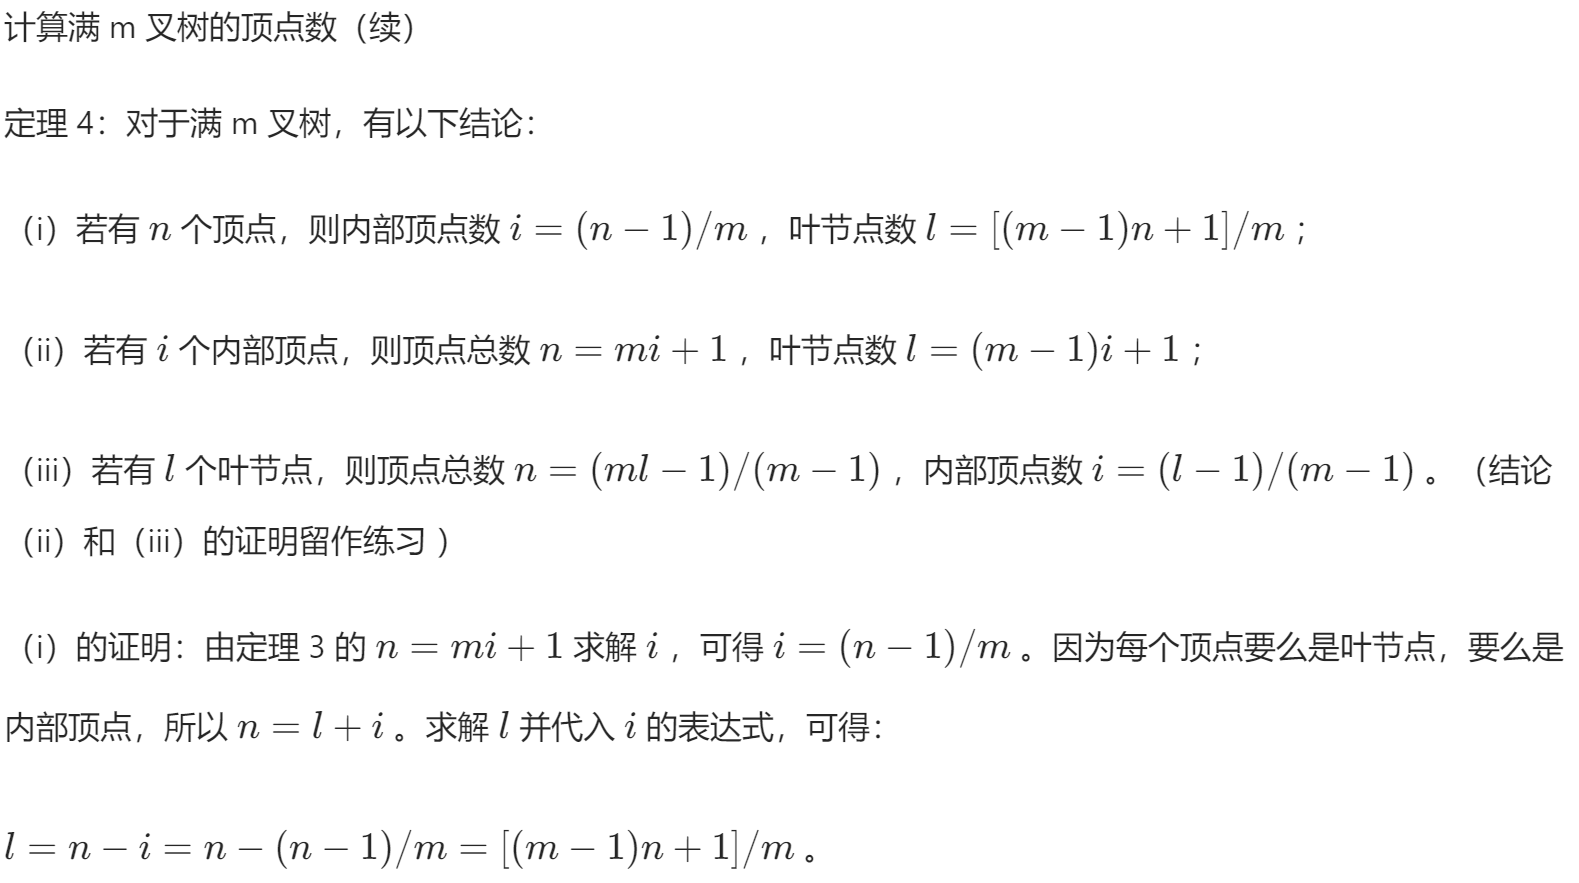 计算满 m 叉树的顶点数（续）
定理 4：对于满 m 叉树，有以下结论：
（i）若有 n 个顶点，则内部顶点数 i = (n − 1)/m ，叶节点数 l = [(m − 1)n + 1]/m ；
（ii）若有 i 个内部顶点，则顶点总数 n = mi + 1 ，叶节点数 l = (m − 1)i + 1 ；
（iii）若有 l 个叶节点，则顶点总数 n = (ml − 1)/(m − 1) ，内部顶点数 i = (l − 1)/(m − 1) 。（结论
（ii）和（iii）的证明留作练习 ）
（i）的证明：由定理 3 的 n = mi + 1 求解 i ，可得 i = (n − 1)/m 。因为每个顶点要么是叶节点，要么是
内部顶点，所以 n = l + i 。求解 l 并代入 i 的表达式，可得：
l = n − i = n − (n − 1)/m = [(m − 1)n + 1]/m 。